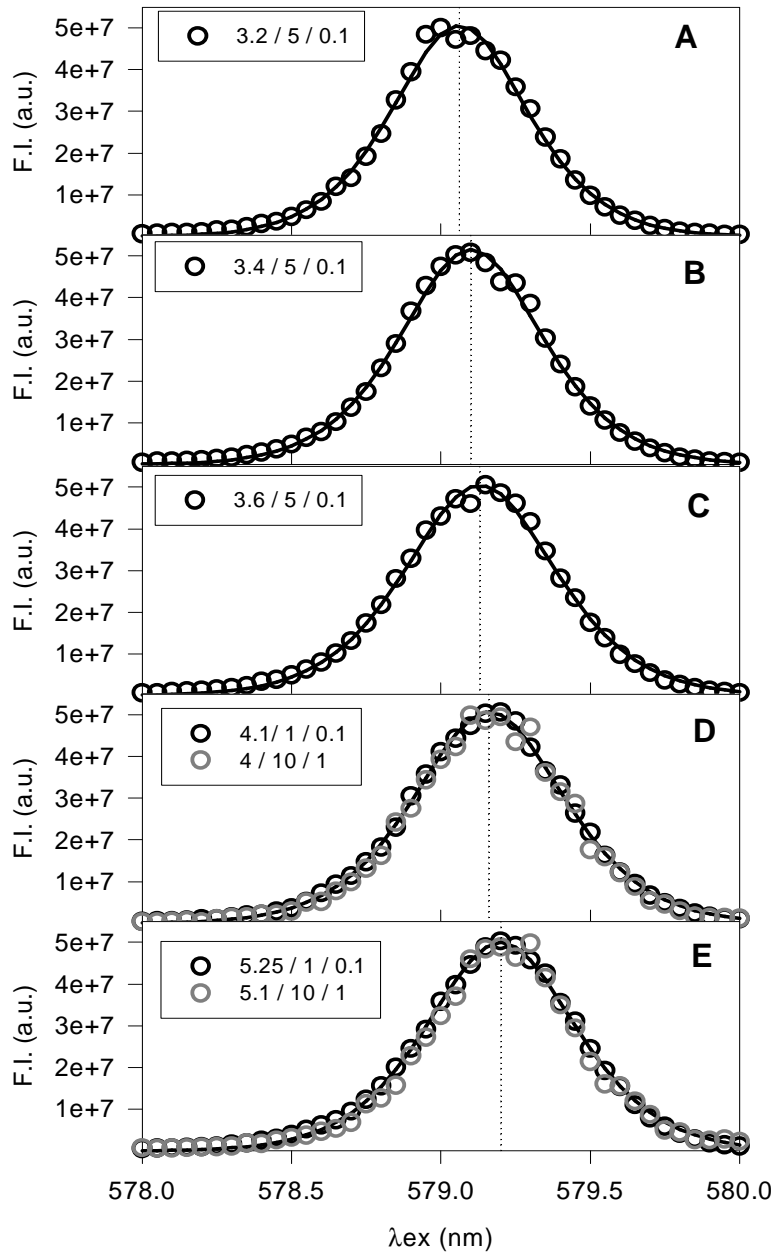 3.2 / 5 / 0.1
A
5e+7
4e+7
3e+7
2e+7
1e+7
F.I. (a.u.)
3.4 / 5 / 0.1
B
5e+7
4e+7
3e+7
2e+7
1e+7
F.I. (a.u.)
3.6 / 5 / 0.1
C
5e+7
4e+7
3e+7
2e+7
1e+7
F.I. (a.u.)
4.1/ 1 / 0.1
4 / 10 / 1
D
5e+7
4e+7
3e+7
2e+7
1e+7
F.I. (a.u.)
5.25 / 1 / 0.1
5.1 / 10 / 1
E
5e+7
4e+7
3e+7
2e+7
1e+7
F.I. (a.u.)
578.0 578.5 579.0 579.5 580.0
λex (nm)